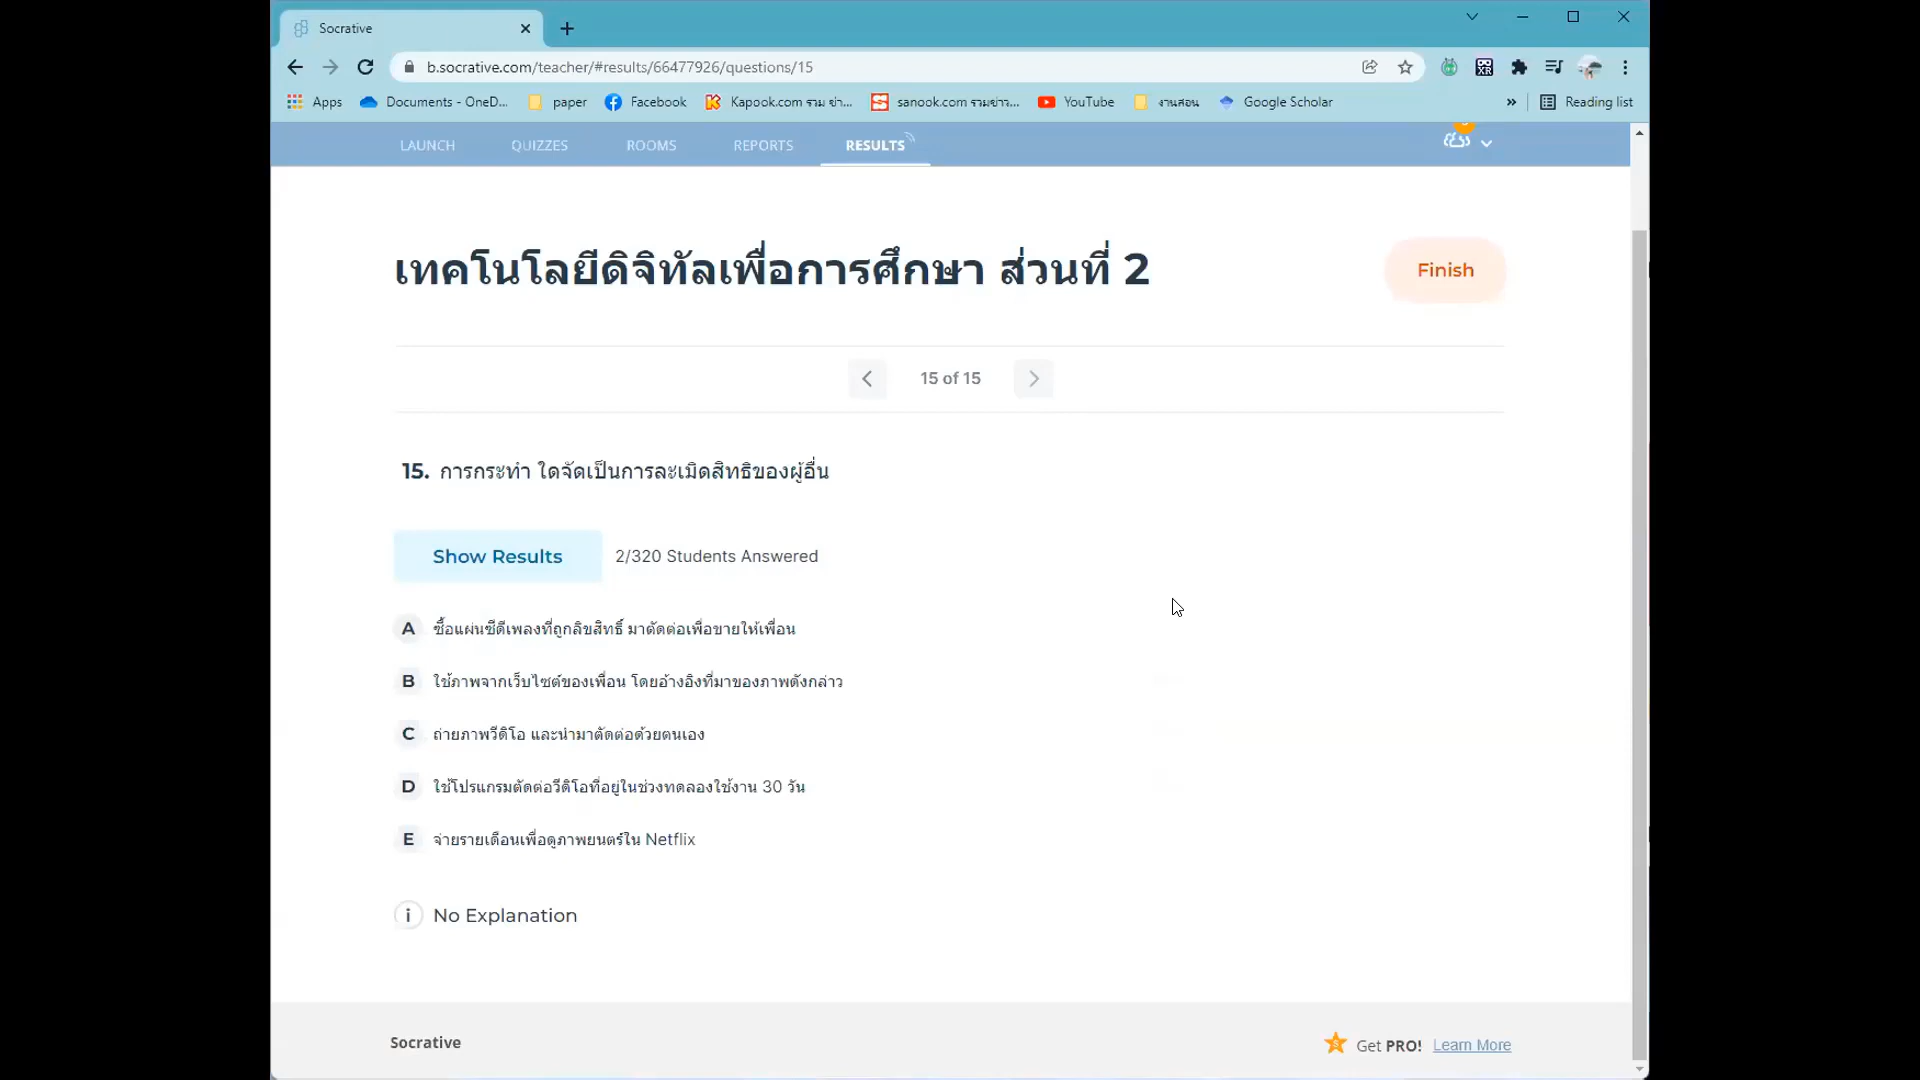 Socrative
b.socrative.com/teacher/#results/66477926/questions/15
Apps
Documents - OneD...
paper
Facebook
Kapook.com รวม ข่า...
sanook.com รวมข่าว...
YouTube
งานสอน
Google Scholar
»
Reading list
LAUNCH
QUIZZES
ROOMS
REPORTS
RESULTS
เทคโนโลยีดิจิทัลเพื่อการศึกษา ส่วนที่ 2
Finish
15 of 15
15. การกระทำ ใดจัดเป็นการละเมิดสิทธิของผู้อื่น
Show Results
2/320 Students Answered
A ซื้อแผ่นซีดีเพลงที่ถูกลิขสิทธิ์ มาตัดต่อเพื่อขายให้เพื่อน
B ใช้ภาพจากเว็บไซต์ของเพื่อน โดยอ้างอิงที่มาของภาพดังกล่าว
C ถ่ายภาพวีดิโอ และนำมาตัดต่อด้วยตนเอง
D ใช้โปรแกรมตัดต่อวีดิโอที่อยู่ในช่วงทดลองใช้งาน 30 วัน
E จ่ายรายเดือนเพื่อดูภาพยนตร์ใน Netflix
i No Explanation
Socrative
Get PRO! Learn More